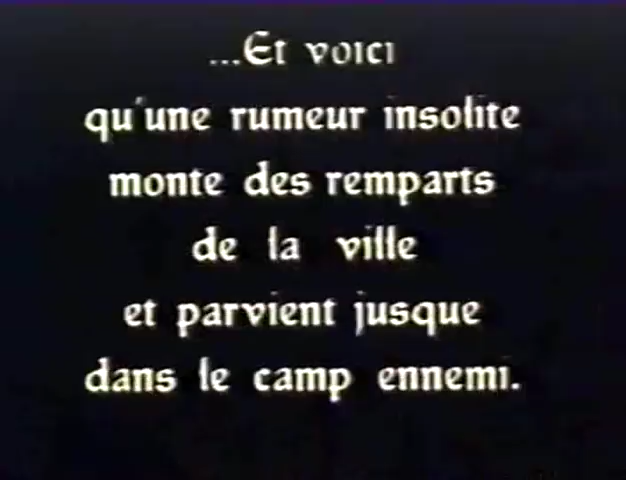 ...Et voici
qu'une rumeur insolite
monte des remparts
de la ville
et parvient jusque
dans le camp ennemi.